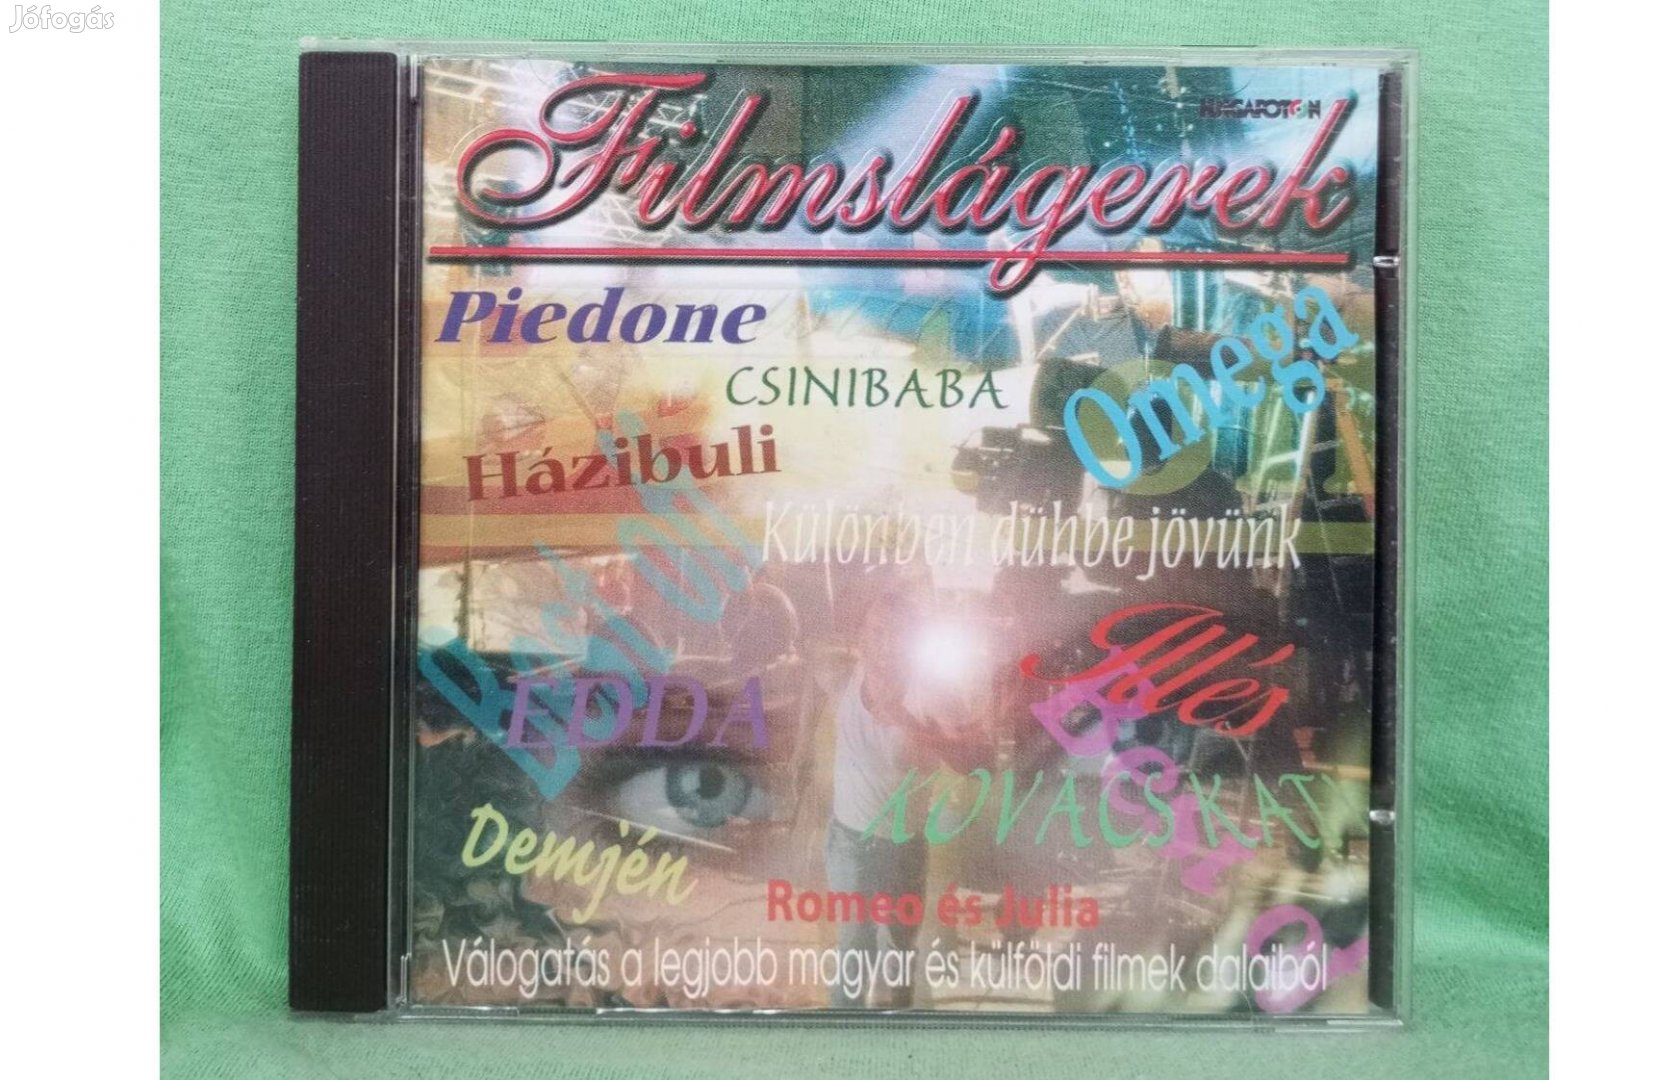 Jófogás
HUNGAROTON
Filmslágerek
Piedone
Omega
CSINIBABA
Házibuli
Különben dühbe jövünk
Illés
EDDA
KOVÁCS KATI
Demjén
Romeo és Julia
Válogatás a legjobb magyar és külföldi filmek dalaiból